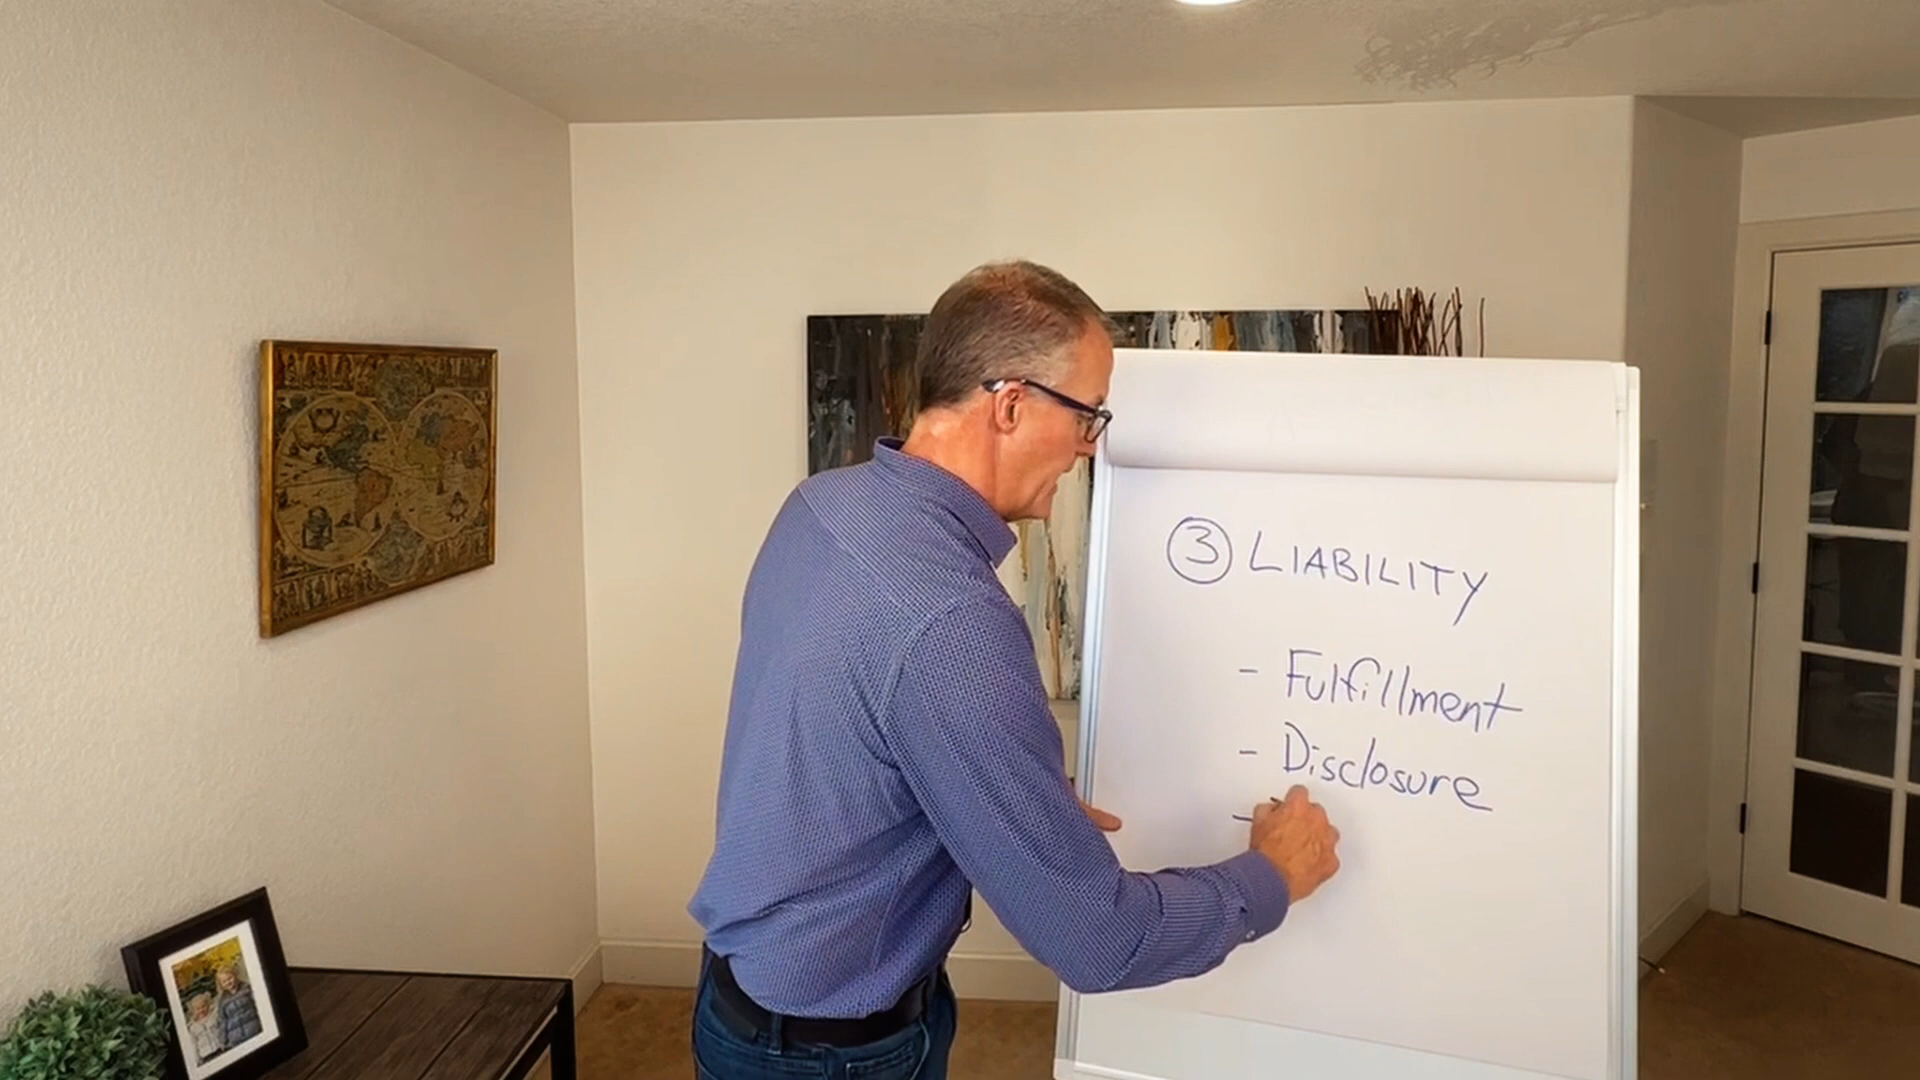 ③ LIABILITY
- Fulfillment
- Disclosure
-